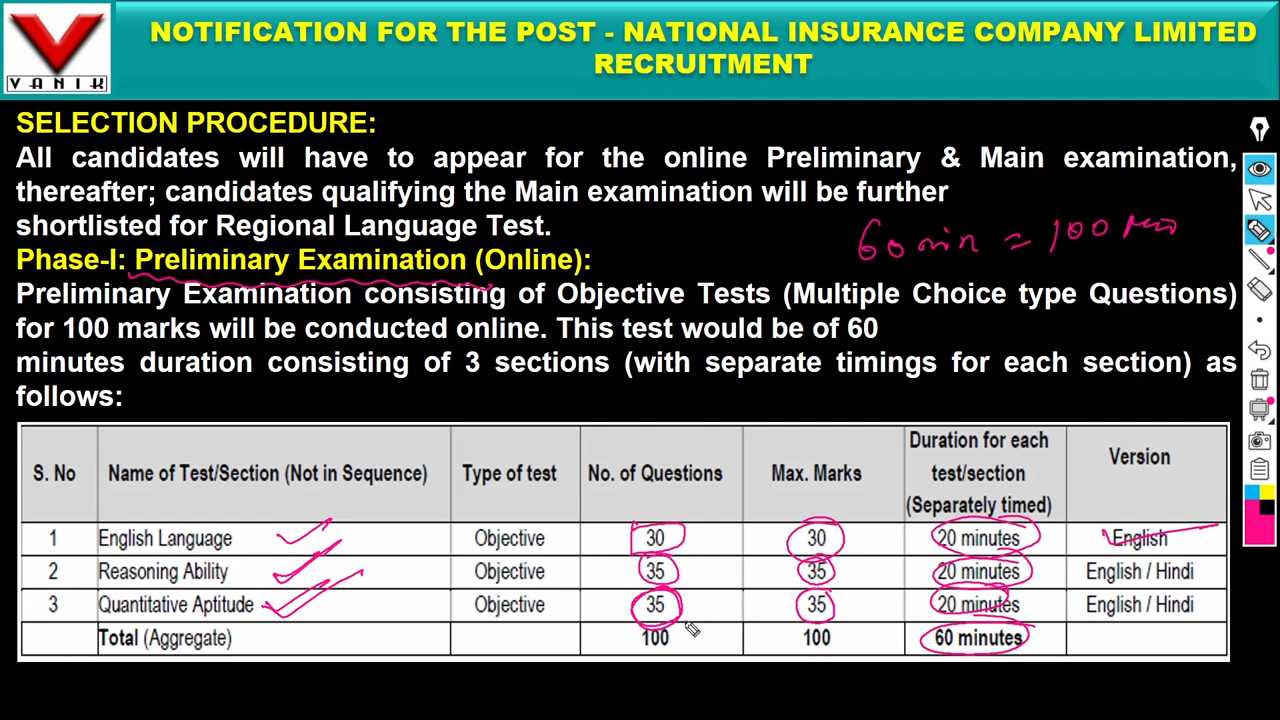 VANIK
NOTIFICATION FOR THE POST - NATIONAL INSURANCE COMPANY LIMITED
RECRUITMENT
SELECTION PROCEDURE:
All candidates will have to appear for the online Preliminary & Main examination,
thereafter; candidates qualifying the Main examination will be further
shortlisted for Regional Language Test.
60 min = 100
Phase-I: Preliminary Examination (Online):
Preliminary Examination consisting of Objective Tests (Multiple Choice type Questions)
for 100 marks will be conducted online. This test would be of 60
minutes duration consisting of 3 sections (with separate timings for each section) as
follows:
S. No Name of Test/Section (Not in Sequence) Type of test No. of Questions Max. Marks Duration for each test/section (Separately timed) Version
1 English Language Objective 30 30 20 minutes English
2 Reasoning Ability Objective 35 35 20 minutes English / Hindi
3 Quantitative Aptitude Objective 35 35 20 minutes English / Hindi
Total (Aggregate) 100 100 60 minutes